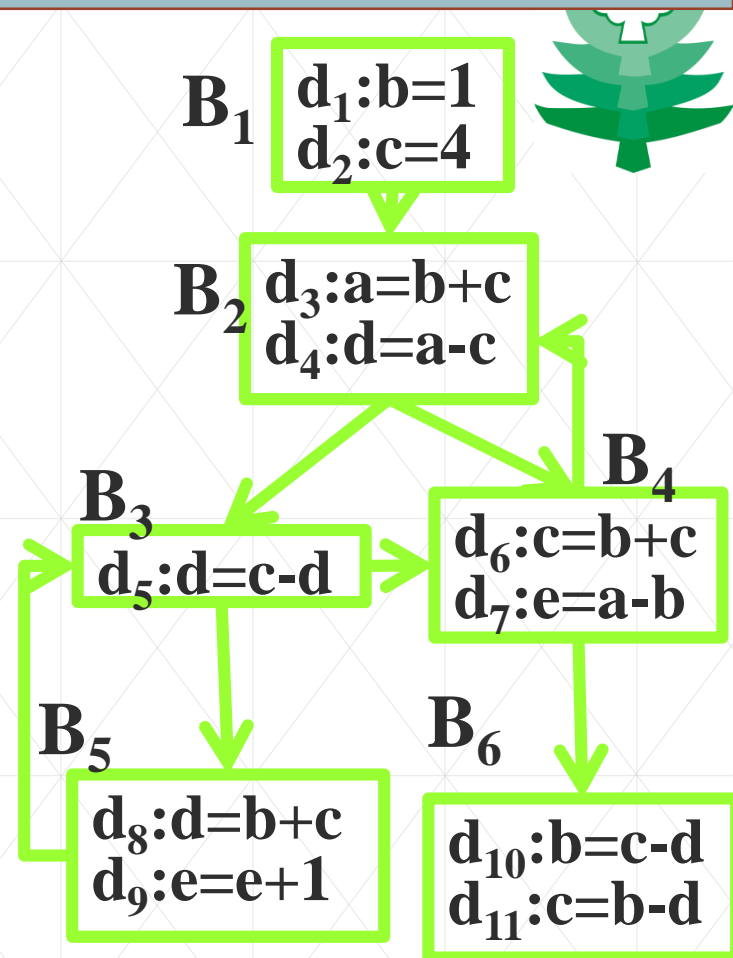 B₁
d₁:b=1
d₂:c=4
B₂
d₃:a=b+c
d₄:d=a-c
B₃
d₅:d=c-d
B₄
d₆:c=b+c
d₇:e=a-b
B₅
d₈:d=b+c
d₉:e=e+1
B₆
d₁₀:b=c-d
d₁₁:c=b-d